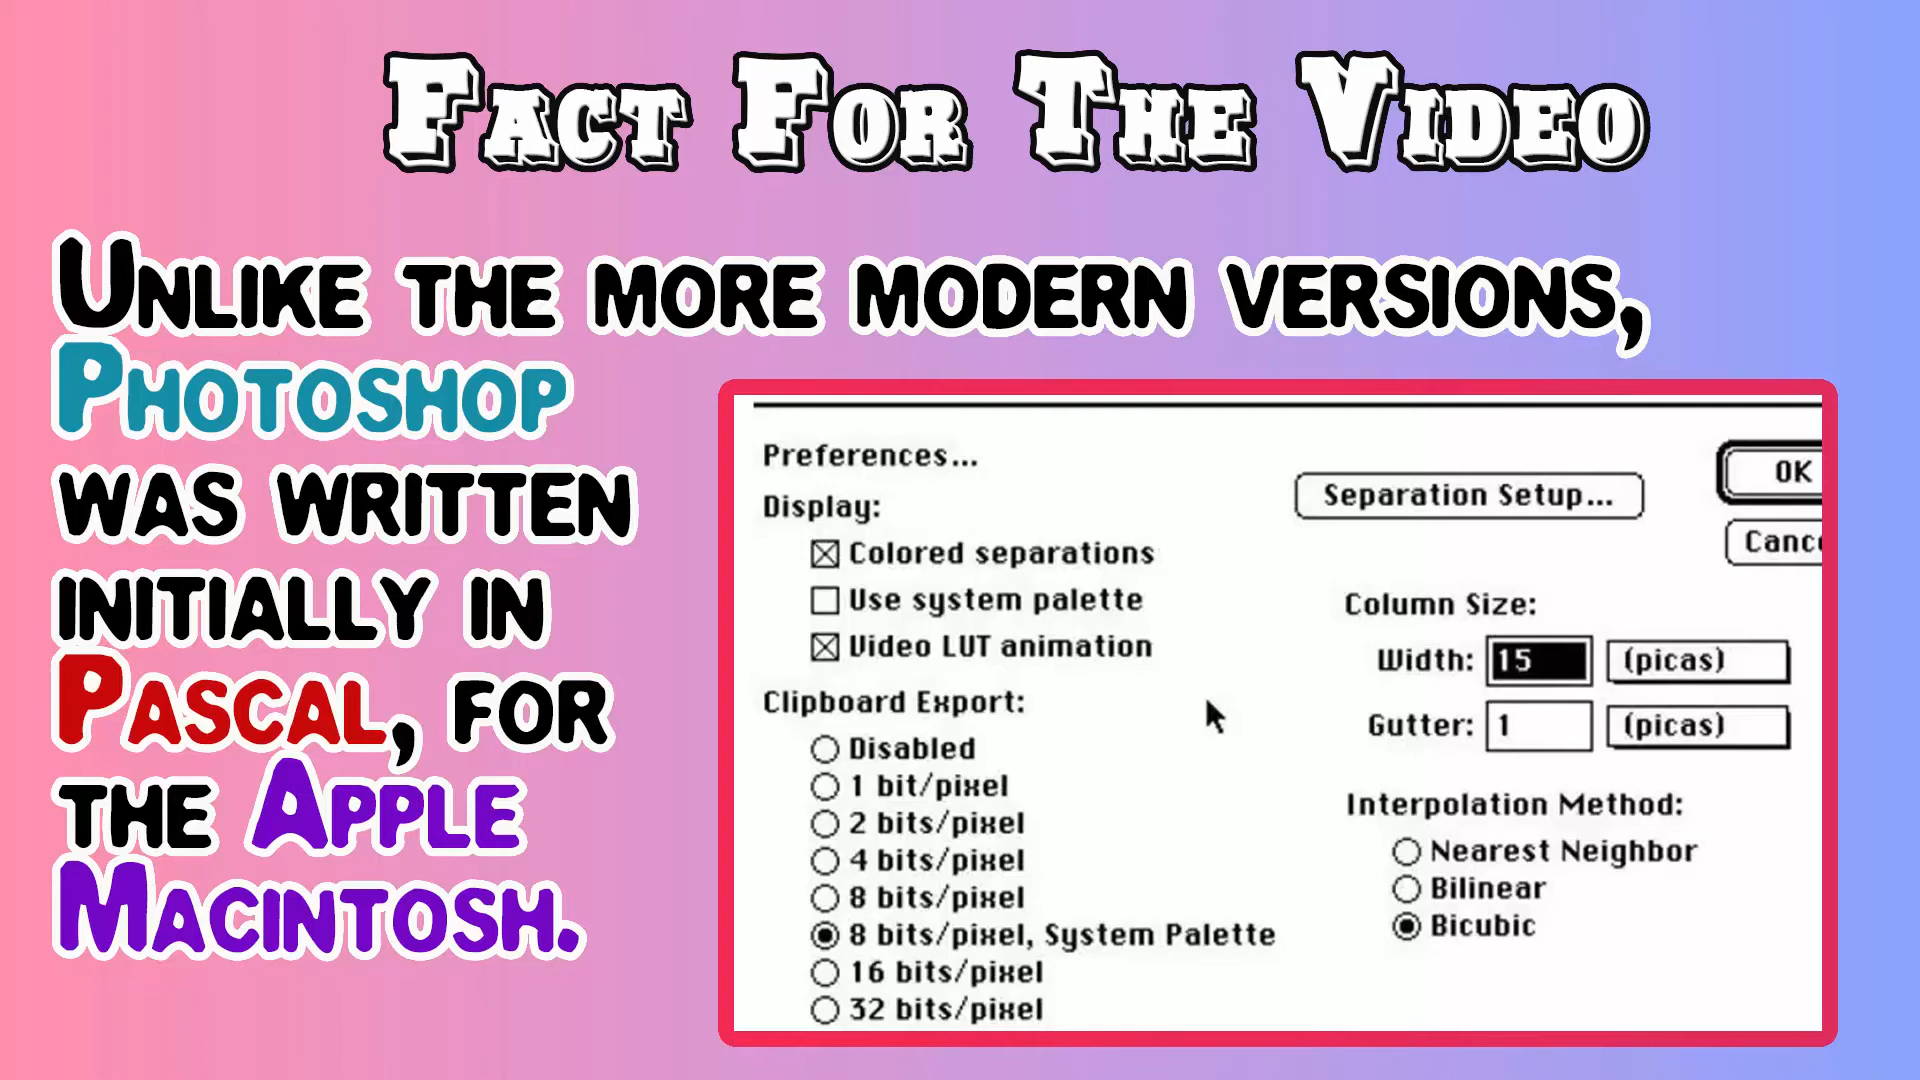 Fact For The Video
Unlike the more modern versions,
Photoshop
was written
initially in
Pascal, for
the Apple
Macintosh.
Preferences...
Display:
Colored separations
Use system palette
Video LUT animation
Clipboard Export:
Disabled
1 bit/pixel
2 bits/pixel
4 bits/pixel
8 bits/pixel
8 bits/pixel, System Palette
16 bits/pixel
32 bits/pixel
Separation Setup...
OK
Canc
Column Size:
Width: 15 (picas)
Gutter: 1 (picas)
Interpolation Method:
Nearest Neighbor
Bilinear
Bicubic